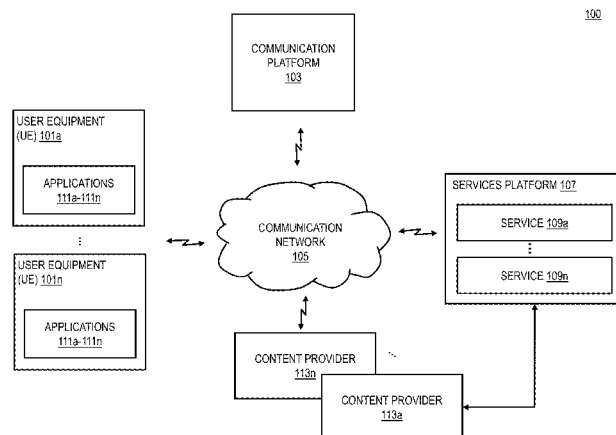 100
COMMUNICATION
PLATFORM
103
USER EQUIPMENT
(UE) 101a
APPLICATIONS
111a-111n
USER EQUIPMENT
(UE) 101n
APPLICATIONS
111a-111n
COMMUNICATION
NETWORK
105
SERVICES PLATFORM 107
SERVICE 109a
SERVICE 109n
CONTENT PROVIDER
113n
CONTENT PROVIDER
113a